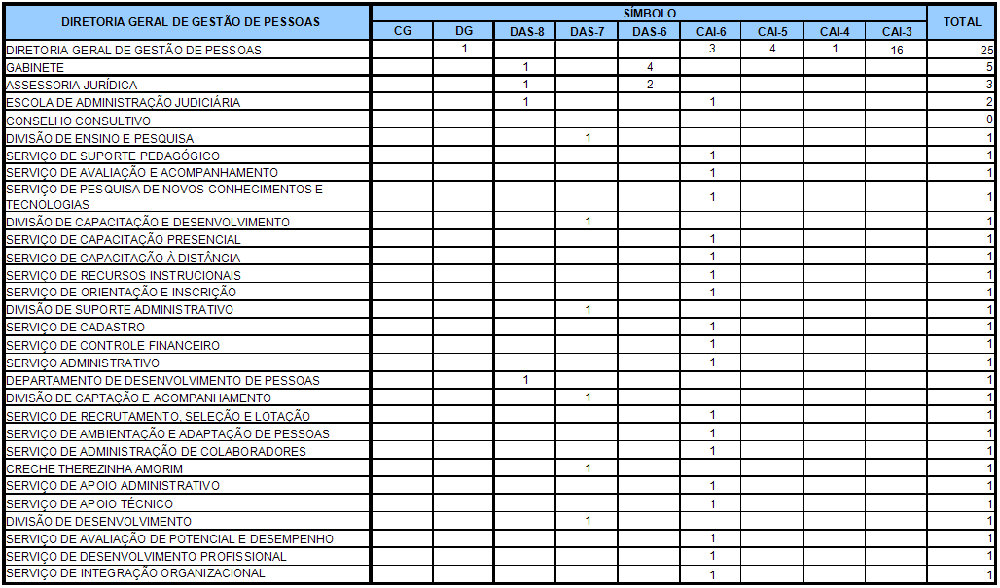 DIRETORIA GERAL DE GESTÃO DE PESSOAS SÍMBOLO TOTAL
CG DG DAS-8 DAS-7 DAS-6 CAI-6 CAI-5 CAI-4 CAI-3
DIRETORIA GERAL DE GESTÃO DE PESSOAS 1 3 4 1 16 25
GABINETE 1 4 5
ASSESSORIA JURÍDICA 1 2 3
ESCOLA DE ADMINISTRAÇÃO JUDICIÁRIA 1 1 2
CONSELHO CONSULTIVO 0
DIVISÃO DE ENSINO E PESQUISA 1 1
SERVIÇO DE SUPORTE PEDAGÓGICO 1 1
SERVIÇO DE AVALIAÇÃO E ACOMPANHAMENTO 1 1
SERVIÇO DE PESQUISA DE NOVOS CONHECIMENTOS E
TECNOLOGIAS 1 1
DIVISÃO DE CAPACITAÇÃO E DESENVOLVIMENTO 1 1
SERVIÇO DE CAPACITAÇÃO PRESENCIAL 1 1
SERVIÇO DE CAPACITAÇÃO À DISTÂNCIA 1 1
SERVIÇO DE RECURSOS INSTRUCIONAIS 1 1
SERVIÇO DE ORIENTAÇÃO E INSCRIÇÃO 1 1
DIVISÃO DE SUPORTE ADMINISTRATIVO 1 1
SERVIÇO DE CADASTRO 1 1
SERVIÇO DE CONTROLE FINANCEIRO 1 1
SERVIÇO ADMINISTRATIVO 1 1
DEPARTAMENTO DE DESENVOLVIMENTO DE PESSOAS 1 1
DIVISÃO DE CAPTAÇÃO E ACOMPANHAMENTO 1 1
SERVIÇO DE RECRUTAMENTO, SELEÇÃO E LOTAÇÃO 1 1
SERVIÇO DE AMBIENTAÇÃO E ADAPTAÇÃO DE PESSOAS 1 1
SERVIÇO DE ADMINISTRAÇÃO DE COLABORADORES 1 1
CRECHE THEREZINHA AMORIM 1 1
SERVIÇO DE APOIO ADMINISTRATIVO 1 1
SERVIÇO DE APOIO TÉCNICO 1 1
DIVISÃO DE DESENVOLVIMENTO 1 1
SERVIÇO DE AVALIAÇÃO DE POTENCIAL E DESEMPENHO 1 1
SERVIÇO DE DESENVOLVIMENTO PROFISSIONAL 1 1
SERVIÇO DE INTEGRAÇÃO ORGANIZACIONAL 1 1